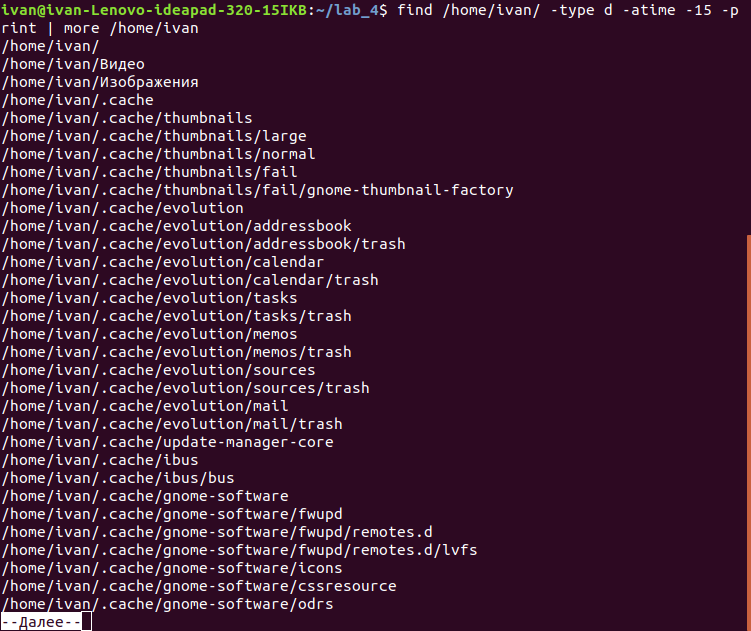 ivan@ivan-Lenovo-ideapad-320-15IKB:~/lab_4$ find /home/ivan/ -type d -atime -15 -p
rint | more /home/ivan
/home/ivan/
/home/ivan/Видео
/home/ivan/Изображения
/home/ivan/.cache
/home/ivan/.cache/thumbnails
/home/ivan/.cache/thumbnails/large
/home/ivan/.cache/thumbnails/normal
/home/ivan/.cache/thumbnails/fail
/home/ivan/.cache/thumbnails/fail/gnome-thumbnail-factory
/home/ivan/.cache/evolution
/home/ivan/.cache/evolution/addressbook
/home/ivan/.cache/evolution/addressbook/trash
/home/ivan/.cache/evolution/calendar
/home/ivan/.cache/evolution/calendar/trash
/home/ivan/.cache/evolution/tasks
/home/ivan/.cache/evolution/tasks/trash
/home/ivan/.cache/evolution/memos
/home/ivan/.cache/evolution/memos/trash
/home/ivan/.cache/evolution/sources
/home/ivan/.cache/evolution/sources/trash
/home/ivan/.cache/evolution/mail
/home/ivan/.cache/evolution/mail/trash
/home/ivan/.cache/update-manager-core
/home/ivan/.cache/ibus
/home/ivan/.cache/ibus/bus
/home/ivan/.cache/gnome-software
/home/ivan/.cache/gnome-software/fwupd
/home/ivan/.cache/gnome-software/fwupd/remotes.d
/home/ivan/.cache/gnome-software/fwupd/remotes.d/lvfs
/home/ivan/.cache/gnome-software/icons
/home/ivan/.cache/gnome-software/cssresource
/home/ivan/.cache/gnome-software/odrs
--Далее--